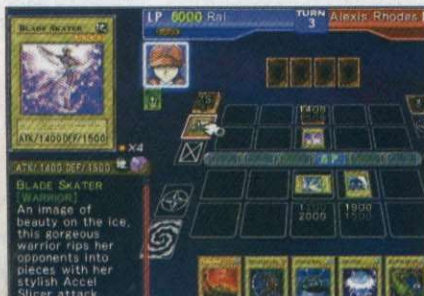 BLADE SKATER
ATK/1400 DEF/1500
×4
ATK/1400 DEF/1500
BLADE SKATER
[WARRIOR]
An image of
beauty on the ice,
this gorgeous
warrior rips her
opponents into
pieces with her
stylish Accel
Slicer attack.
LP 6000 Rai
TURN
3
Alexis Rhodes
1400
2000
1900
1500